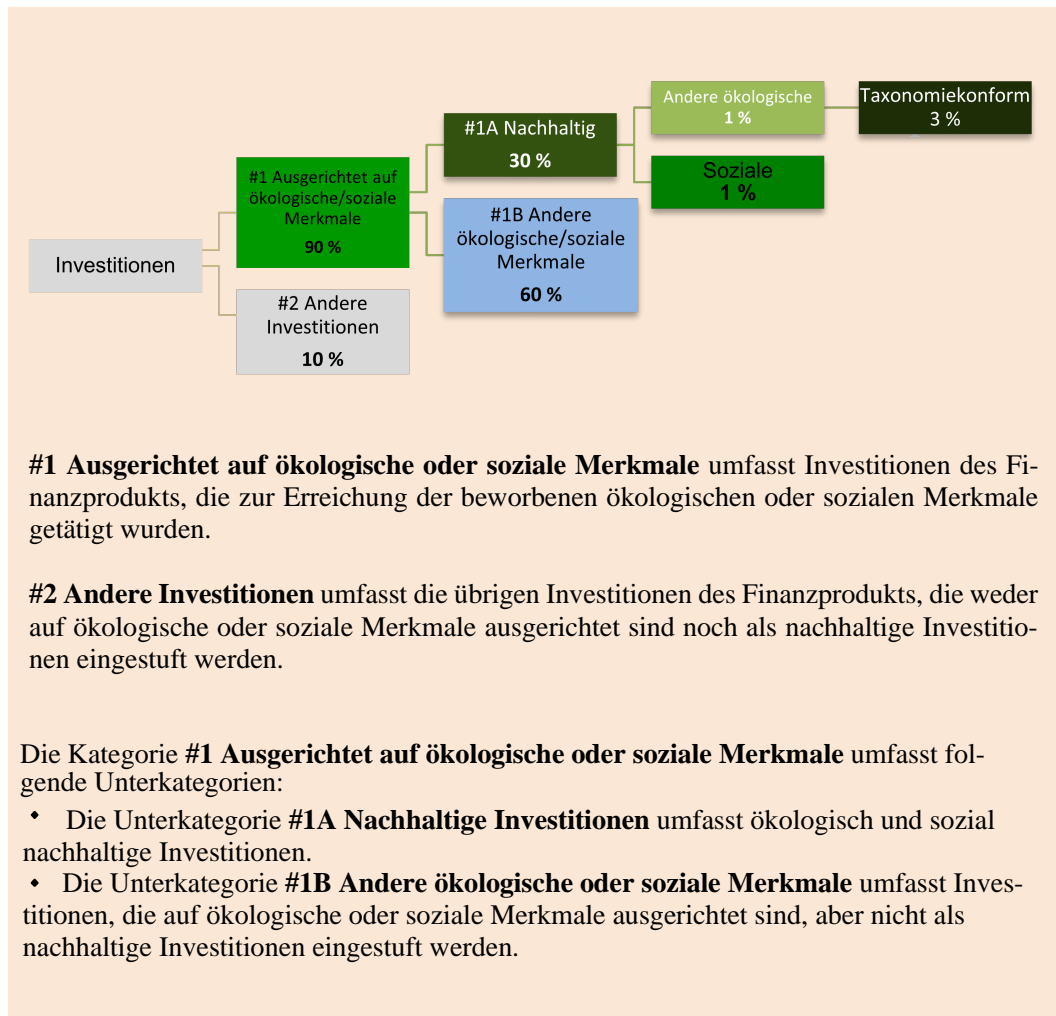 Investitionen
#1 Ausgerichtet auf
ökologische/soziale
Merkmale
90 %
#2 Andere
Investitionen
10 %
#1A Nachhaltig
30 %
#1B Andere
ökologische/soziale
Merkmale
60 %
Andere ökologische
1 %
Soziale
1 %
Taxonomiekonform
3 %
#1 Ausgerichtet auf ökologische oder soziale Merkmale umfasst Investitionen des Fi-
nanzprodukts, die zur Erreichung der beworbenen ökologischen oder sozialen Merkmale
getätigt wurden.
#2 Andere Investitionen umfasst die übrigen Investitionen des Finanzprodukts, die weder
auf ökologische oder soziale Merkmale ausgerichtet sind noch als nachhaltige Investitio-
nen eingestuft werden.
Die Kategorie #1 Ausgerichtet auf ökologische oder soziale Merkmale umfasst fol-
gende Unterkategorien:
• Die Unterkategorie #1A Nachhaltige Investitionen umfasst ökologisch und sozial
nachhaltige Investitionen.
• Die Unterkategorie #1B Andere ökologische oder soziale Merkmale umfasst Inves-
titionen, die auf ökologische oder soziale Merkmale ausgerichtet sind, aber nicht als
nachhaltige Investitionen eingestuft werden.